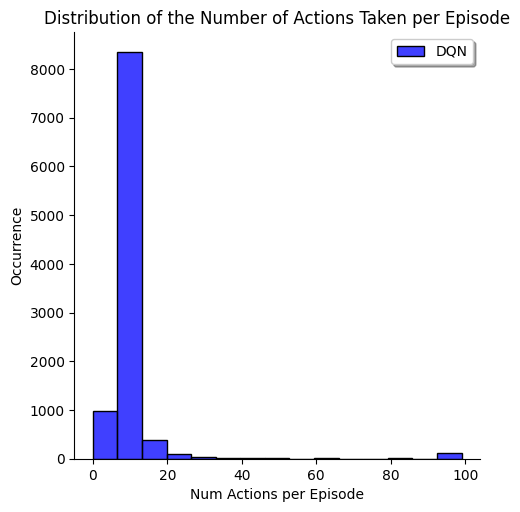 Distribution of the Number of Actions Taken per Episode
DQN
8000
7000
6000
5000
4000
3000
2000
1000
0
Occurrence
0 20 40 60 80 100
Num Actions per Episode